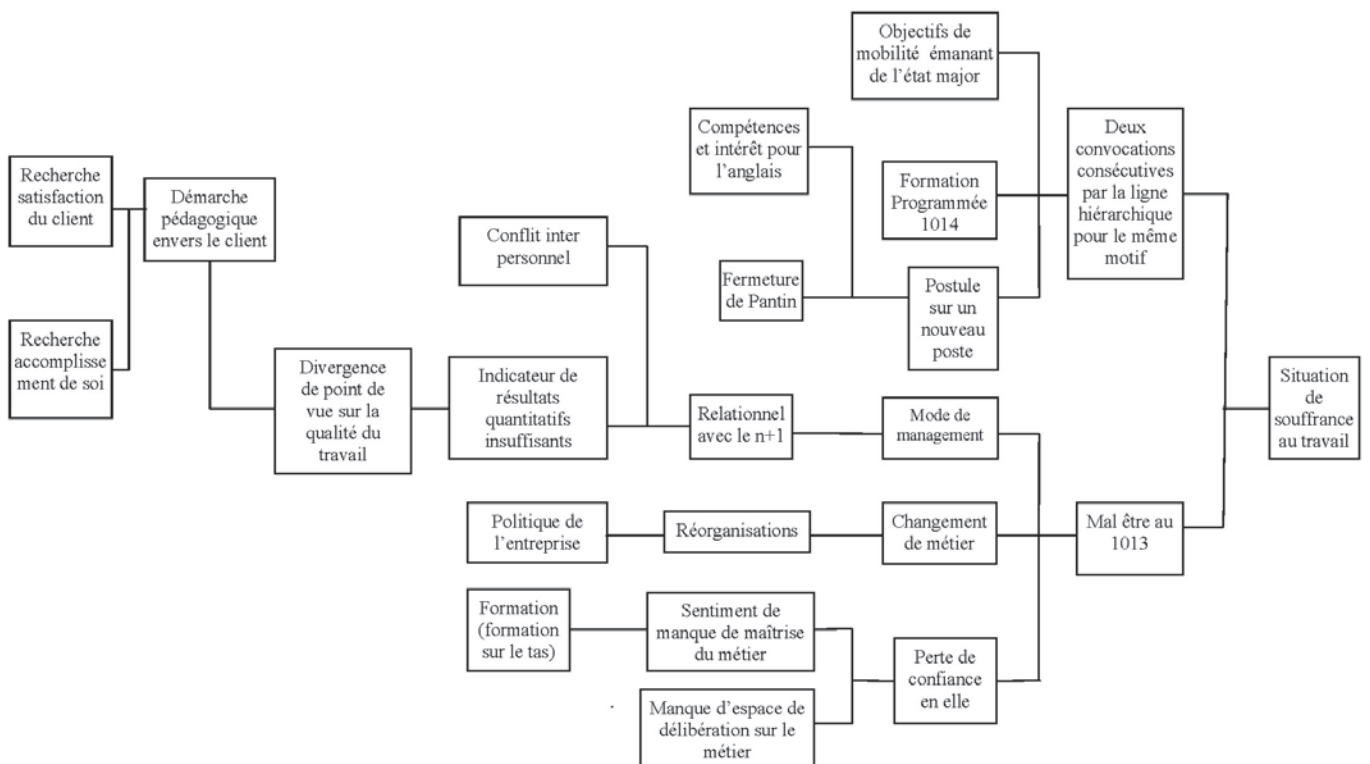 Objectifs de
mobilité émanant
de l'état major
Compétences
et intérêt pour
l'anglais
Deux
convocations
consécutives
par la ligne
hiérarchique
pour le même
motif
Recherche
satisfaction
du client
Démarche
pédagogique
envers le client
Formation
Programmée
1014
Conflit inter
personnel
Fermeture
de Pantin
Postule
sur un
nouveau
poste
Recherche
accomplisse
ment de soi
Divergence
de point de
vue sur la
qualité du
travail
Indicateur de
résultats
quantitatifs
insuffisants
Relationnel
avec le n+1
Mode de
management
Situation
de
souffrance
au travail
Politique de
l'entreprise
Réorganisations
Changement
de métier
Mal être au
1013
Formation
(formation
sur le tas)
Sentiment de
manque de maîtrise
du métier
Perte de
confiance
en elle
Manque d'espace de
délibération sur le
métier